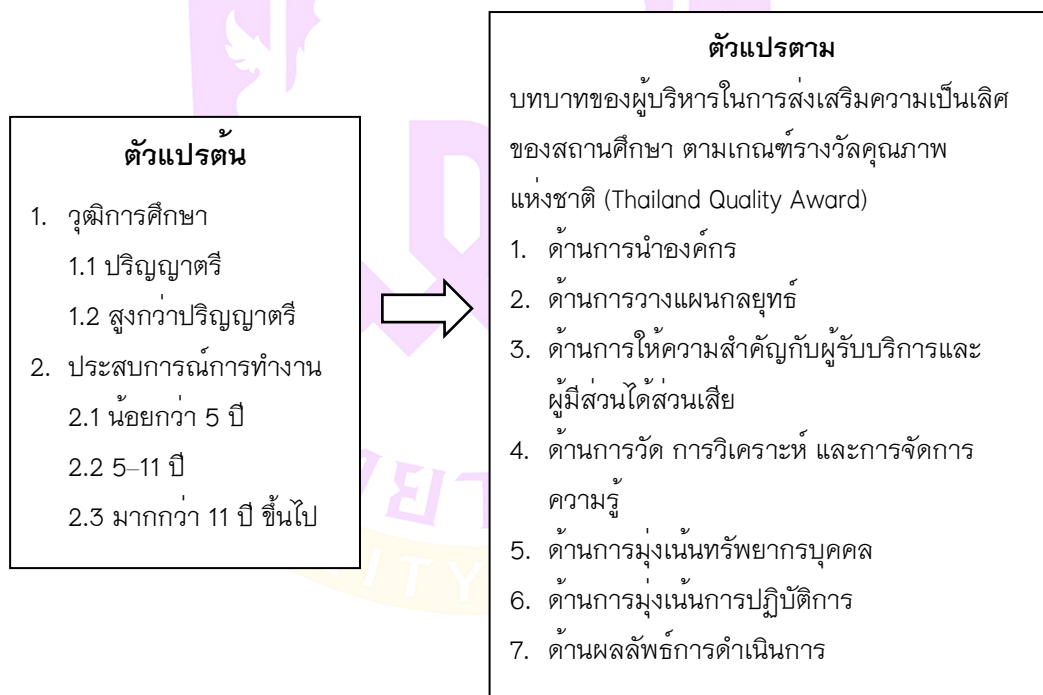 ตัวแปรต้น
1. วุฒิการศึกษา
1.1 ปริญญาตรี
1.2 สูงกว่าปริญญาตรี
2. ประสบการณ์การทำงาน
2.1 น้อยกว่า 5 ปี
2.2 5–11 ปี
2.3 มากกว่า 11 ปี ขึ้นไป
ตัวแปรตาม
บทบาทของผู้บริหารในการส่งเสริมความเป็นเลิศ
ของสถานศึกษา ตามเกณฑ์รางวัลคุณภาพ
แห่งชาติ (Thailand Quality Award)
1. ด้านการนำองค์กร
2. ด้านการวางแผนกลยุทธ์
3. ด้านการให้ความสำคัญกับผู้รับบริการและ
ผู้มีส่วนได้ส่วนเสีย
4. ด้านการวัด การวิเคราะห์ และการจัดการ
ความรู้
5. ด้านการมุ่งเน้นทรัพยากรบุคคล
6. ด้านการมุ่งเน้นการปฏิบัติการ
7. ด้านผลลัพธ์การดำเนินการ